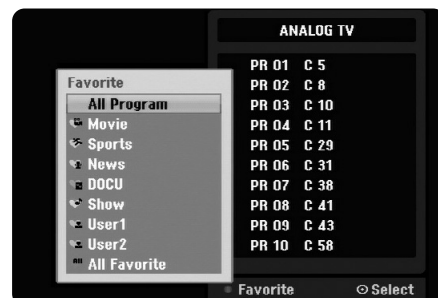 ANALOG TV
PR 01 C 5
PR 02 C 8
PR 03 C 10
PR 04 C 11
PR 05 C 29
PR 06 C 31
PR 07 C 38
PR 08 C 41
PR 09 C 43
PR 10 C 58
Favorite
All Program
Movie
Sports
News
DOCU
Show
User1
User2
All Favorite
Favorite
Select